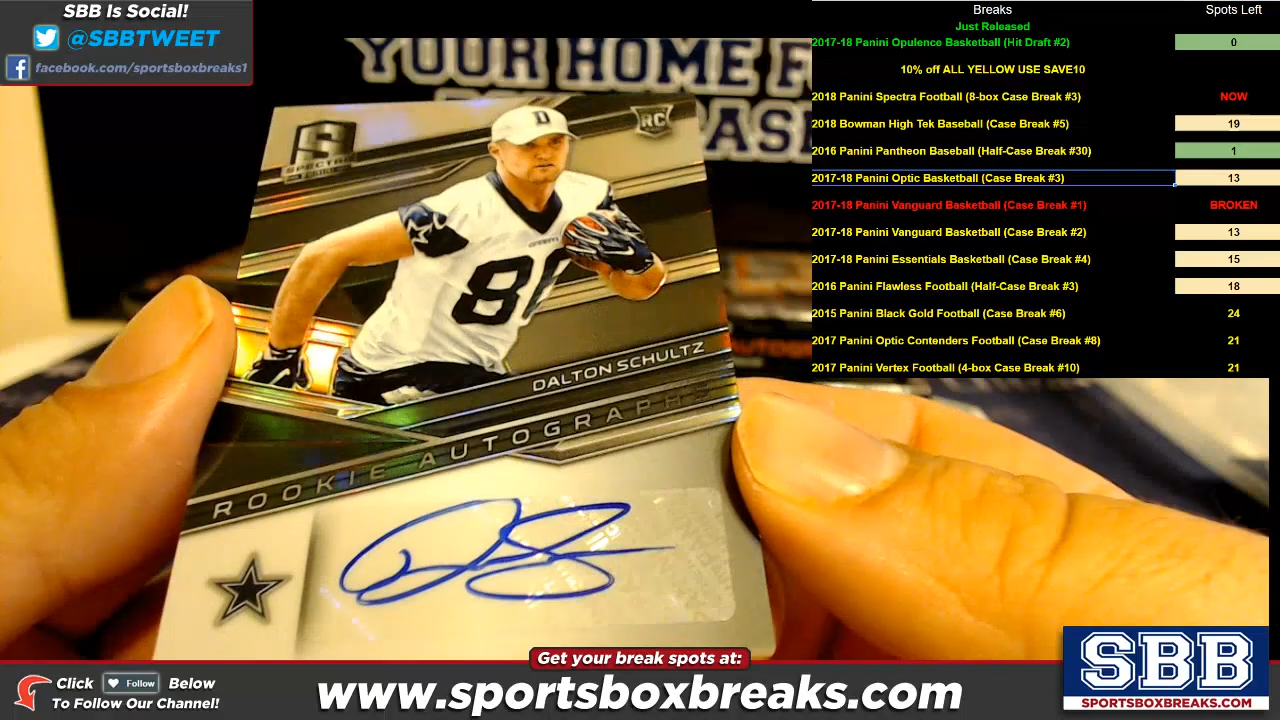 SBB Is Social!
@SBBTWEET
facebook.com/sportsboxbreaks1
YOUR HOME F
SPECTRA
RC
D
DALTON SCHULTZ
ROOKIE AUTOGRAPHS
Breaks Spots Left
Just Released
2017-18 Panini Opulence Basketball (Hit Draft #2) 0
10% off ALL YELLOW USE SAVE10
2018 Panini Spectra Football (8-box Case Break #3) NOW
2018 Bowman High Tek Baseball (Case Break #5) 19
2016 Panini Pantheon Baseball (Half-Case Break #30) 1
2017-18 Panini Optic Basketball (Case Break #3) 13
2017-18 Panini Vanguard Basketball (Case Break #1) BROKEN
2017-18 Panini Vanguard Basketball (Case Break #2) 13
2017-18 Panini Essentials Basketball (Case Break #4) 15
2016 Panini Flawless Football (Half-Case Break #3) 18
2015 Panini Black Gold Football (Case Break #6) 24
2017 Panini Optic Contenders Football (Case Break #8) 21
2017 Panini Vertex Football (4-box Case Break #10) 21
Get your break spots at:
Click Follow Below
To Follow Our Channel!
www.sportsboxbreaks.com
SBB
SPORTSBOXBREAKS.COM